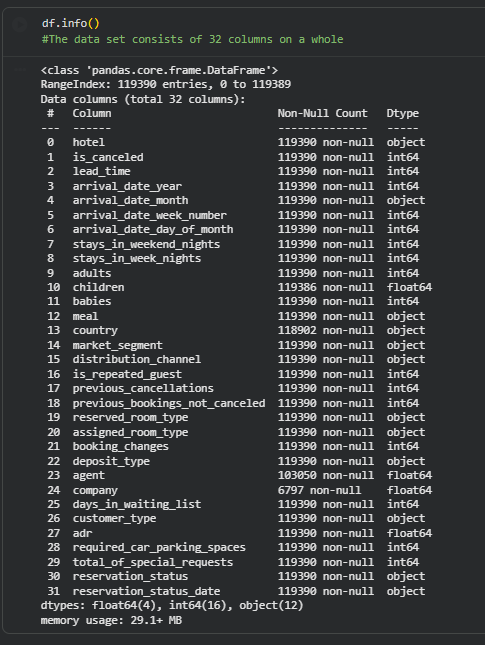 df.info()
#The data set consists of 32 columns on a whole
<class 'pandas.core.frame.DataFrame'>
RangeIndex: 119390 entries, 0 to 119389
Data columns (total 32 columns):
 #   Column                          Non-Null Count   Dtype
---  ------                          --------------   -----
 0   hotel                           119390 non-null  object
 1   is_canceled                     119390 non-null  int64
 2   lead_time                       119390 non-null  int64
 3   arrival_date_year               119390 non-null  int64
 4   arrival_date_month              119390 non-null  object
 5   arrival_date_week_number        119390 non-null  int64
 6   arrival_date_day_of_month       119390 non-null  int64
 7   stays_in_weekend_nights         119390 non-null  int64
 8   stays_in_week_nights            119390 non-null  int64
 9   adults                          119390 non-null  int64
 10  children                        119386 non-null  float64
 11  babies                          119390 non-null  int64
 12  meal                            119390 non-null  object
 13  country                         118902 non-null  object
 14  market_segment                  119390 non-null  object
 15  distribution_channel            119390 non-null  object
 16  is_repeated_guest               119390 non-null  int64
 17  previous_cancellations          119390 non-null  int64
 18  previous_bookings_not_canceled  119390 non-null  int64
 19  reserved_room_type              119390 non-null  object
 20  assigned_room_type              119390 non-null  object
 21  booking_changes                 119390 non-null  int64
 22  deposit_type                    119390 non-null  object
 23  agent                           103050 non-null  float64
 24  company                         6797 non-null    float64
 25  days_in_waiting_list            119390 non-null  int64
 26  customer_type                   119390 non-null  object
 27  adr                             119390 non-null  float64
 28  required_car_parking_spaces     119390 non-null  int64
 29  total_of_special_requests       119390 non-null  int64
 30  reservation_status              119390 non-null  object
 31  reservation_status_date         119390 non-null  object
dtypes: float64(4), int64(16), object(12)
memory usage: 29.1+ MB